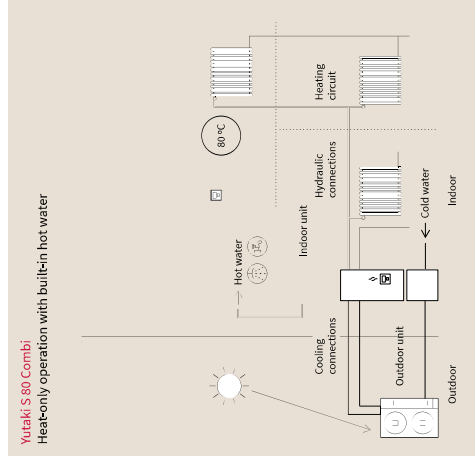 Yutaki S 80 Combi
Heat-only operation with built-in hot water
80 ºC
Heating
circuit
Hydraulic
connections
Hot water
Indoor unit
Cold water
Indoor
Cooling
connections
Outdoor unit
Outdoor